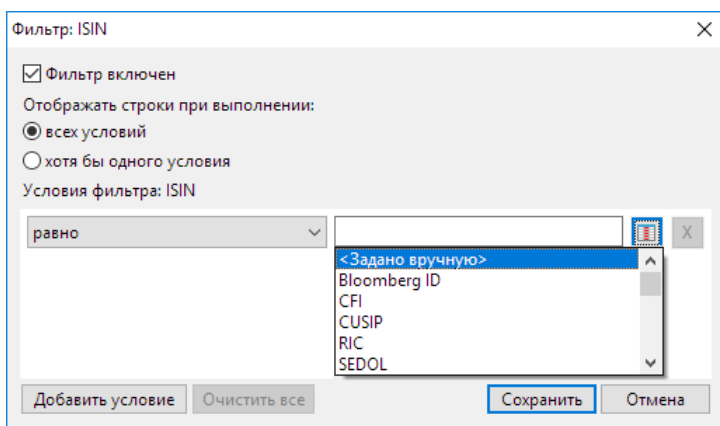 Фильтр: ISIN
Фильтр включен
Отображать строки при выполнении:
всех условий
хотя бы одного условия
Условия фильтра: ISIN
равно
X
<Задано вручную>
Bloomberg ID
CFI
CUSIP
RIC
SEDOL
Добавить условие Очистить все Сохранить Отмена